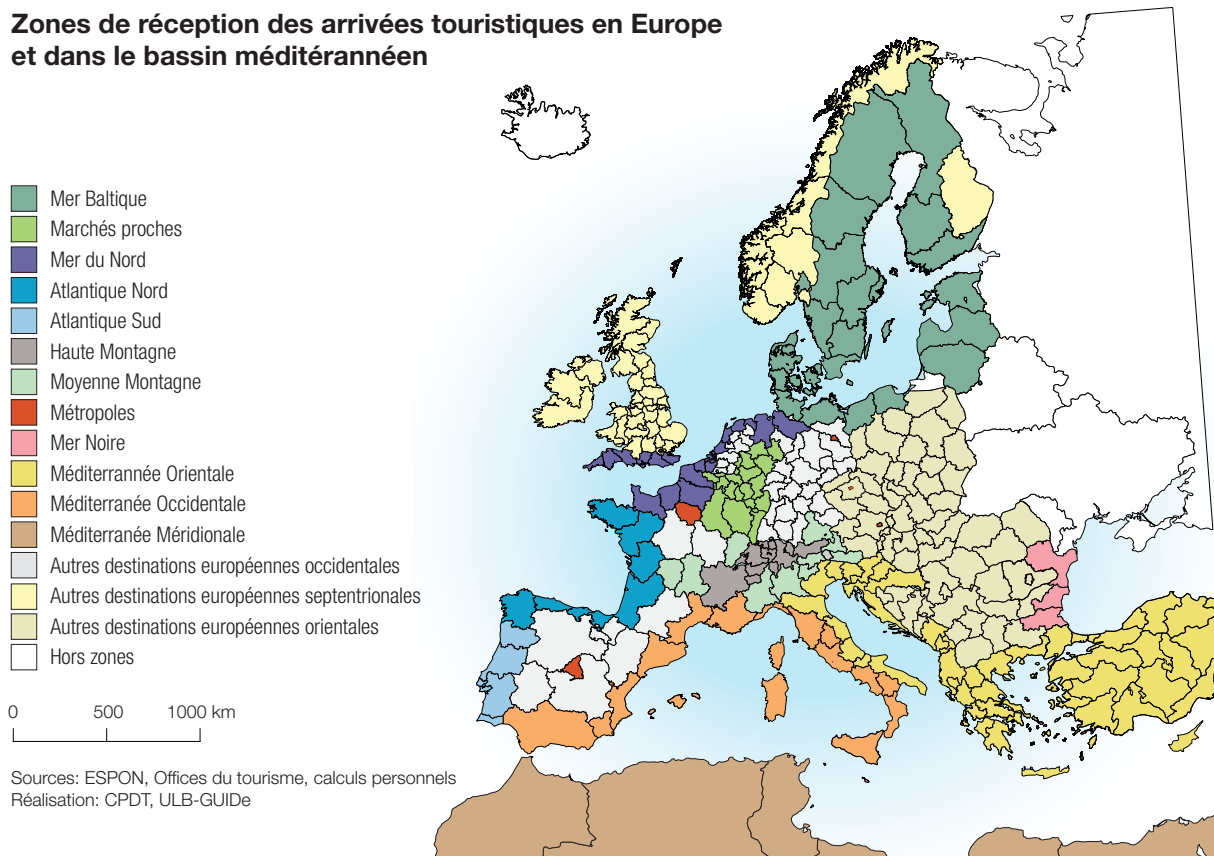 Zones de réception des arrivées touristiques en Europe
et dans le bassin méditérannéen
Mer Baltique
Marchés proches
Mer du Nord
Atlantique Nord
Atlantique Sud
Haute Montagne
Moyenne Montagne
Métropoles
Mer Noire
Méditerrannée Orientale
Méditerranée Occidentale
Méditerranée Méridionale
Autres destinations européennes occidentales
Autres destinations européennes septentrionales
Autres destinations européennes orientales
Hors zones
0 500 1000 km
Sources: ESPON, Offices du tourisme, calculs personnels
Réalisation: CPDT, ULB-GUIDe